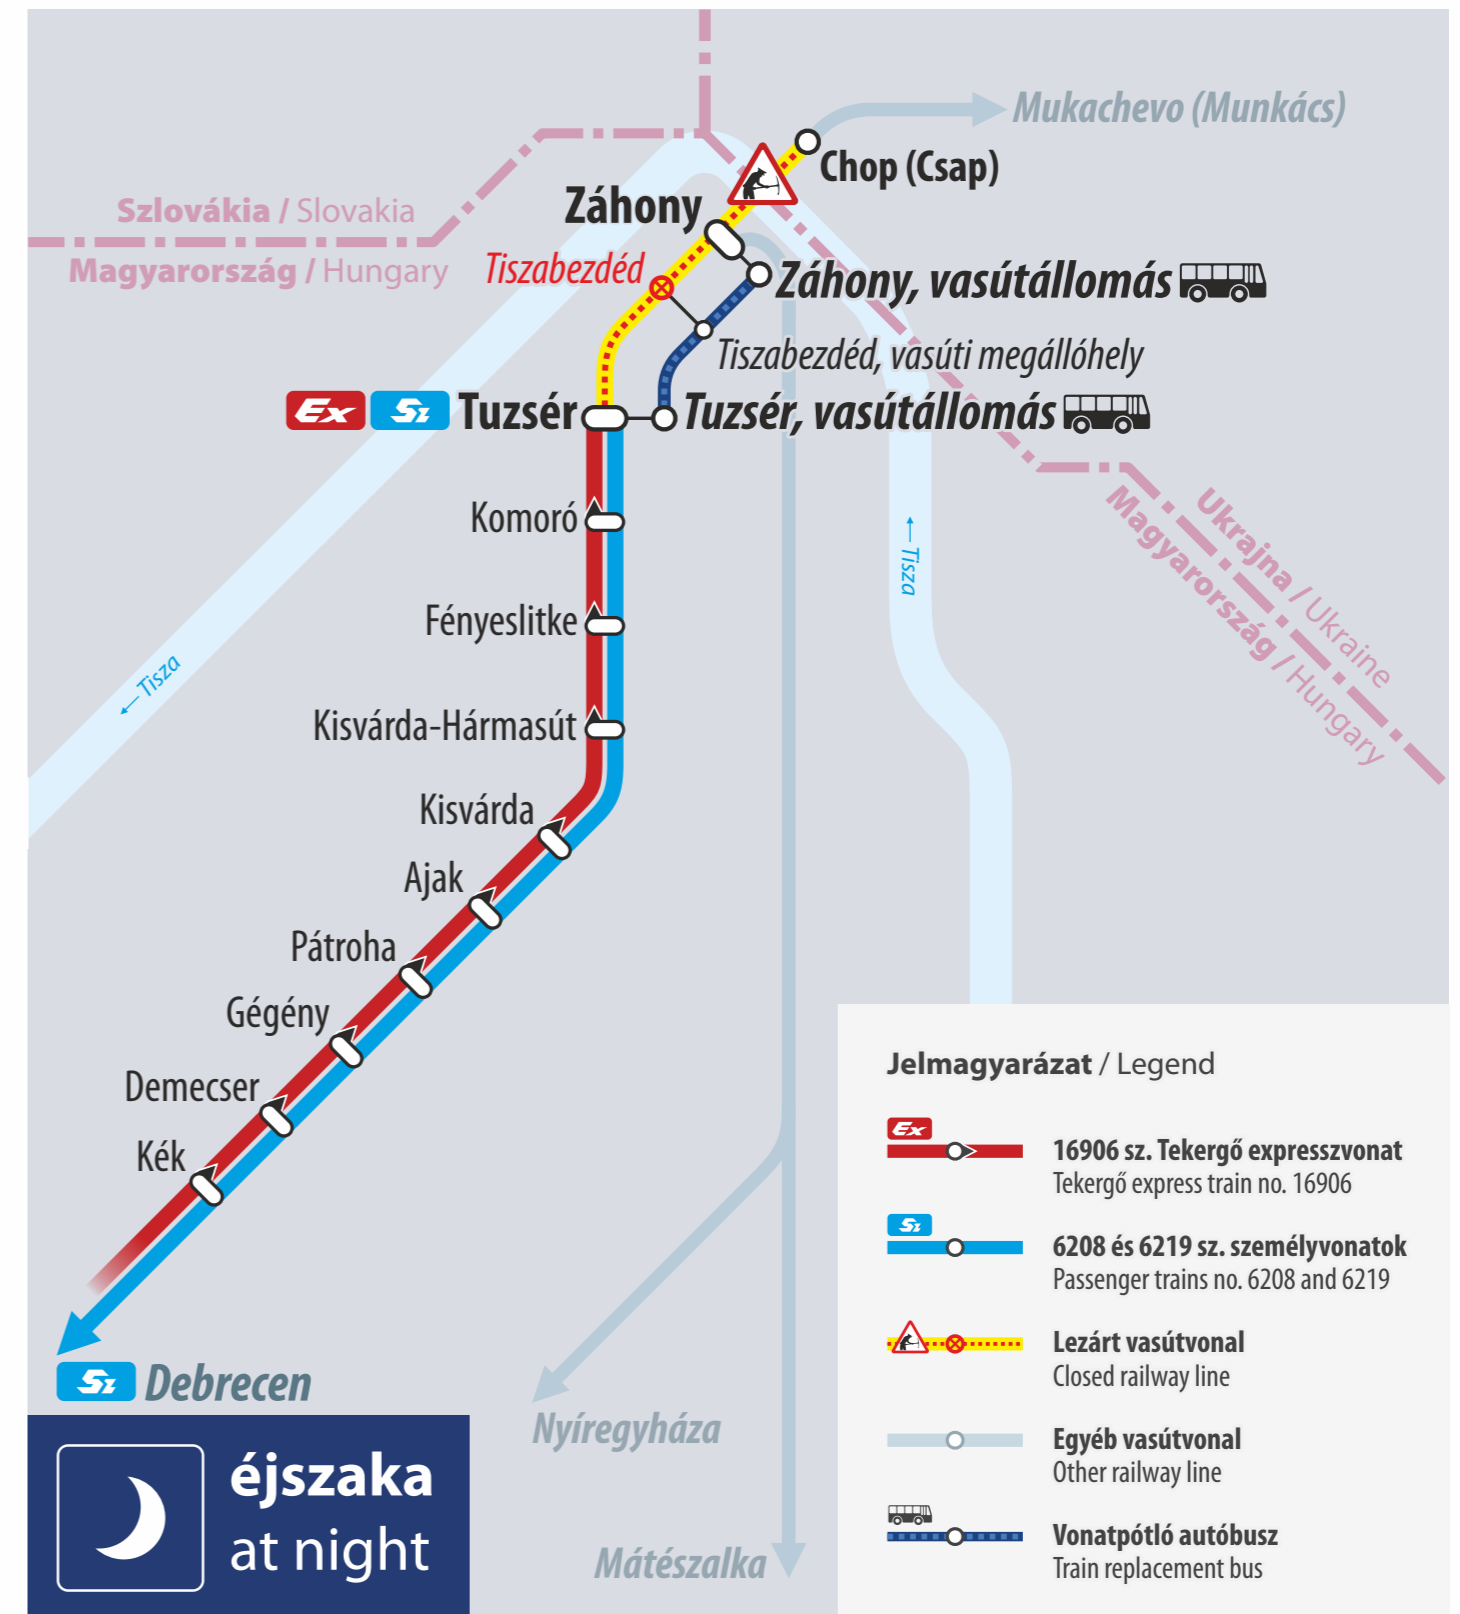 Mukachevo (Munkács)
Chop (Csap)
Záhony
Szlovákia / Slovakia
Magyarország / Hungary
Tiszabezdéd
Záhony, vasútállomás
Tiszabezdéd, vasúti megállóhely
Ex Sz Tuzsér
Tuzsér, vasútállomás
Komoró
Fényeslitke
Kisvárda-Hármasút
Kisvárda
Ajak
Pátroha
Gégény
Demecser
Kék
← Tisza
← Tisza
Ukrajna / Ukraine
Magyarország / Hungary
Sz Debrecen
Nyíregyháza
Mátészalka
éjszaka
at night
Jelmagyarázat / Legend
Ex
16906 sz. Tekergő expresszvonat
Tekergő express train no. 16906
Sz
6208 és 6219 sz. személyvonatok
Passenger trains no. 6208 and 6219
Lezárt vasútvonal
Closed railway line
Egyéb vasútvonal
Other railway line
Vonatpótló autóbusz
Train replacement bus